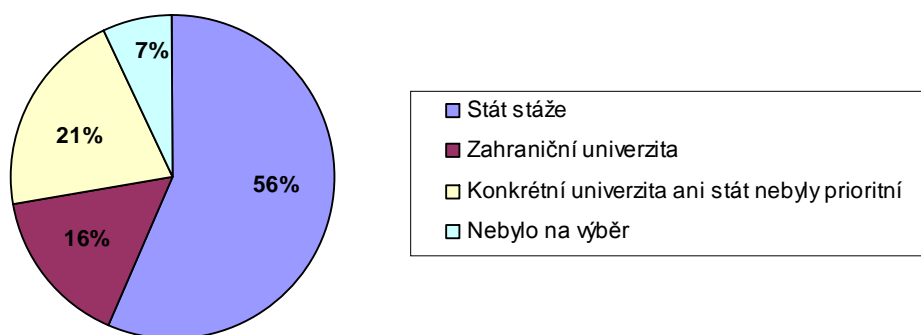 7%
21%
56%
16%
Stát stáže
Zahraniční univerzita
Konkrétní univerzita ani stát nebyly prioritní
Nebylo na výběr